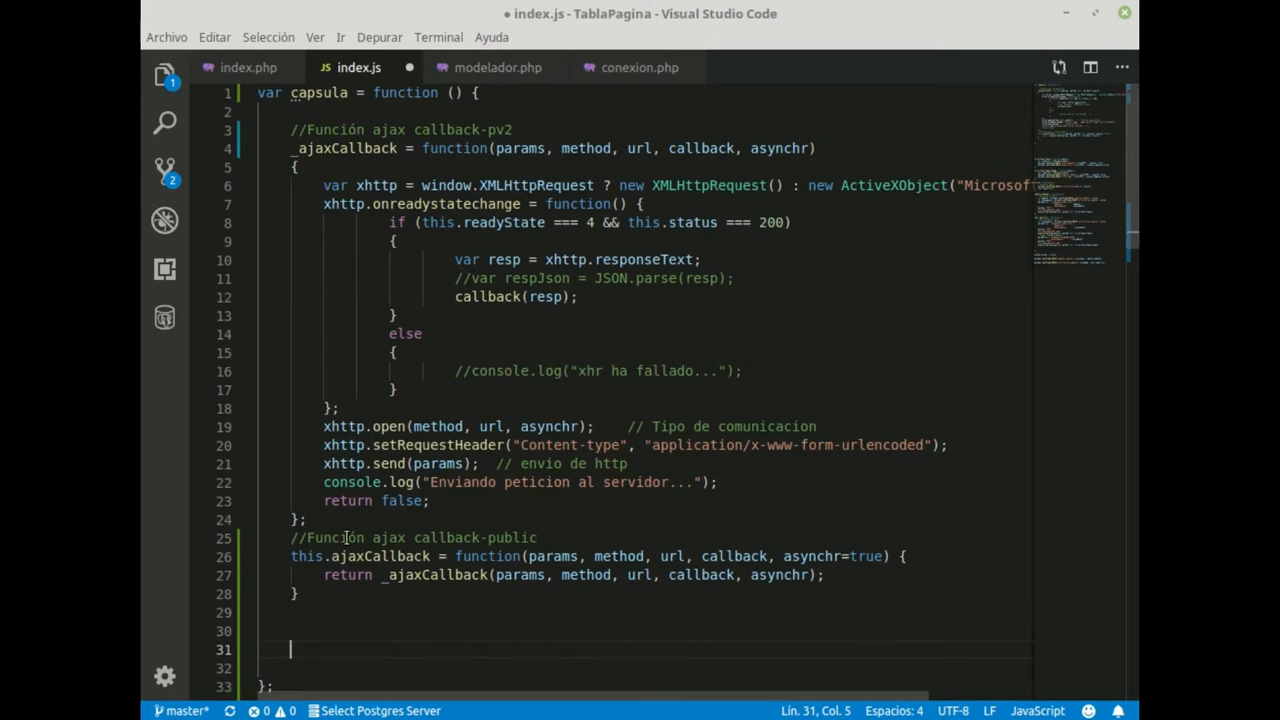 ● index.js - TablaPagina - Visual Studio Code
Archivo Editar Selección Ver Ir Depurar Terminal Ayuda
index.php JS index.js ● modelador.php conexion.php
1 var capsula = function () {
2
3 //Función ajax callback-pv2
4 _ajaxCallback = function(params, method, url, callback, asynchr)
5 {
6 var xhttp = window.XMLHttpRequest ? new XMLHttpRequest() : new ActiveXObject("Microsoft
7 xhttp.onreadystatechange = function() {
8 if (this.readyState === 4 && this.status === 200)
9 {
10 var resp = xhttp.responseText;
11 //var respJson = JSON.parse(resp);
12 callback(resp);
13 }
14 else
15 {
16 //console.log("xhr ha fallado...");
17 }
18 };
19 xhttp.open(method, url, asynchr); // Tipo de comunicacion
20 xhttp.setRequestHeader("Content-type", "application/x-www-form-urlencoded");
21 xhttp.send(params); // envio de http
22 console.log("Enviando peticion al servidor...");
23 return false;
24 };
25 //Función ajax callback-public
26 this.ajaxCallback = function(params, method, url, callback, asynchr=true) {
27 return _ajaxCallback(params, method, url, callback, asynchr);
28 }
29
30
31
32
33 };
1
2
master* 0 0 Select Postgres Server Lín. 31, Col. 5 Espacios: 4 UTF-8 LF JavaScript